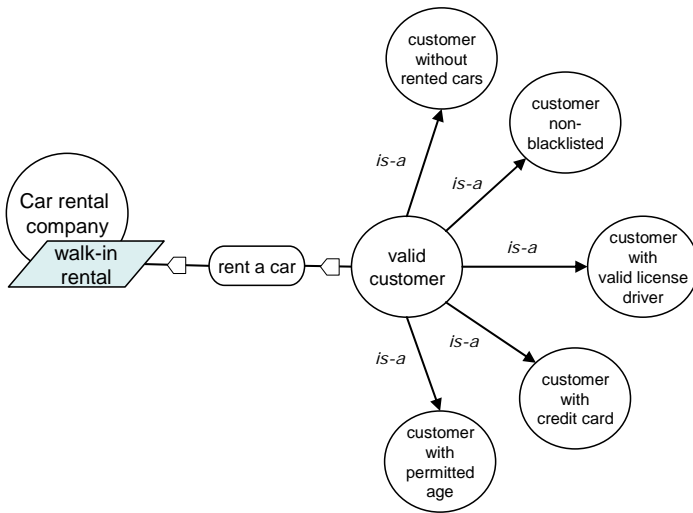 customer
without
rented cars
customer
non-
blacklisted
is-a
is-a
Car rental
company
walk-in
rental
rent a car
valid
customer
is-a
customer
with
valid license
driver
is-a
is-a
customer
with
credit card
customer
with
permitted
age